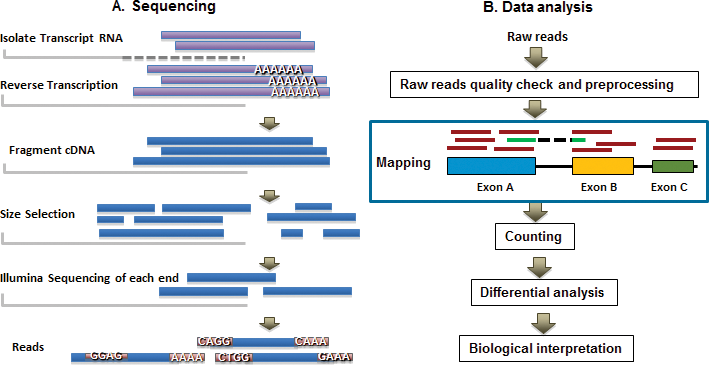 A. Sequencing
Isolate Transcript RNA
Reverse Transcription
AAAAAA
AAAAAA
AAAAAA
Fragment cDNA
Size Selection
Illumina Sequencing of each end
Reads
CAGG CAAA
GGAG AAAA CTGG GAAA
B. Data analysis
Raw reads
Raw reads quality check and preprocessing
Mapping
Exon A Exon B Exon C
Counting
Differential analysis
Biological interpretation